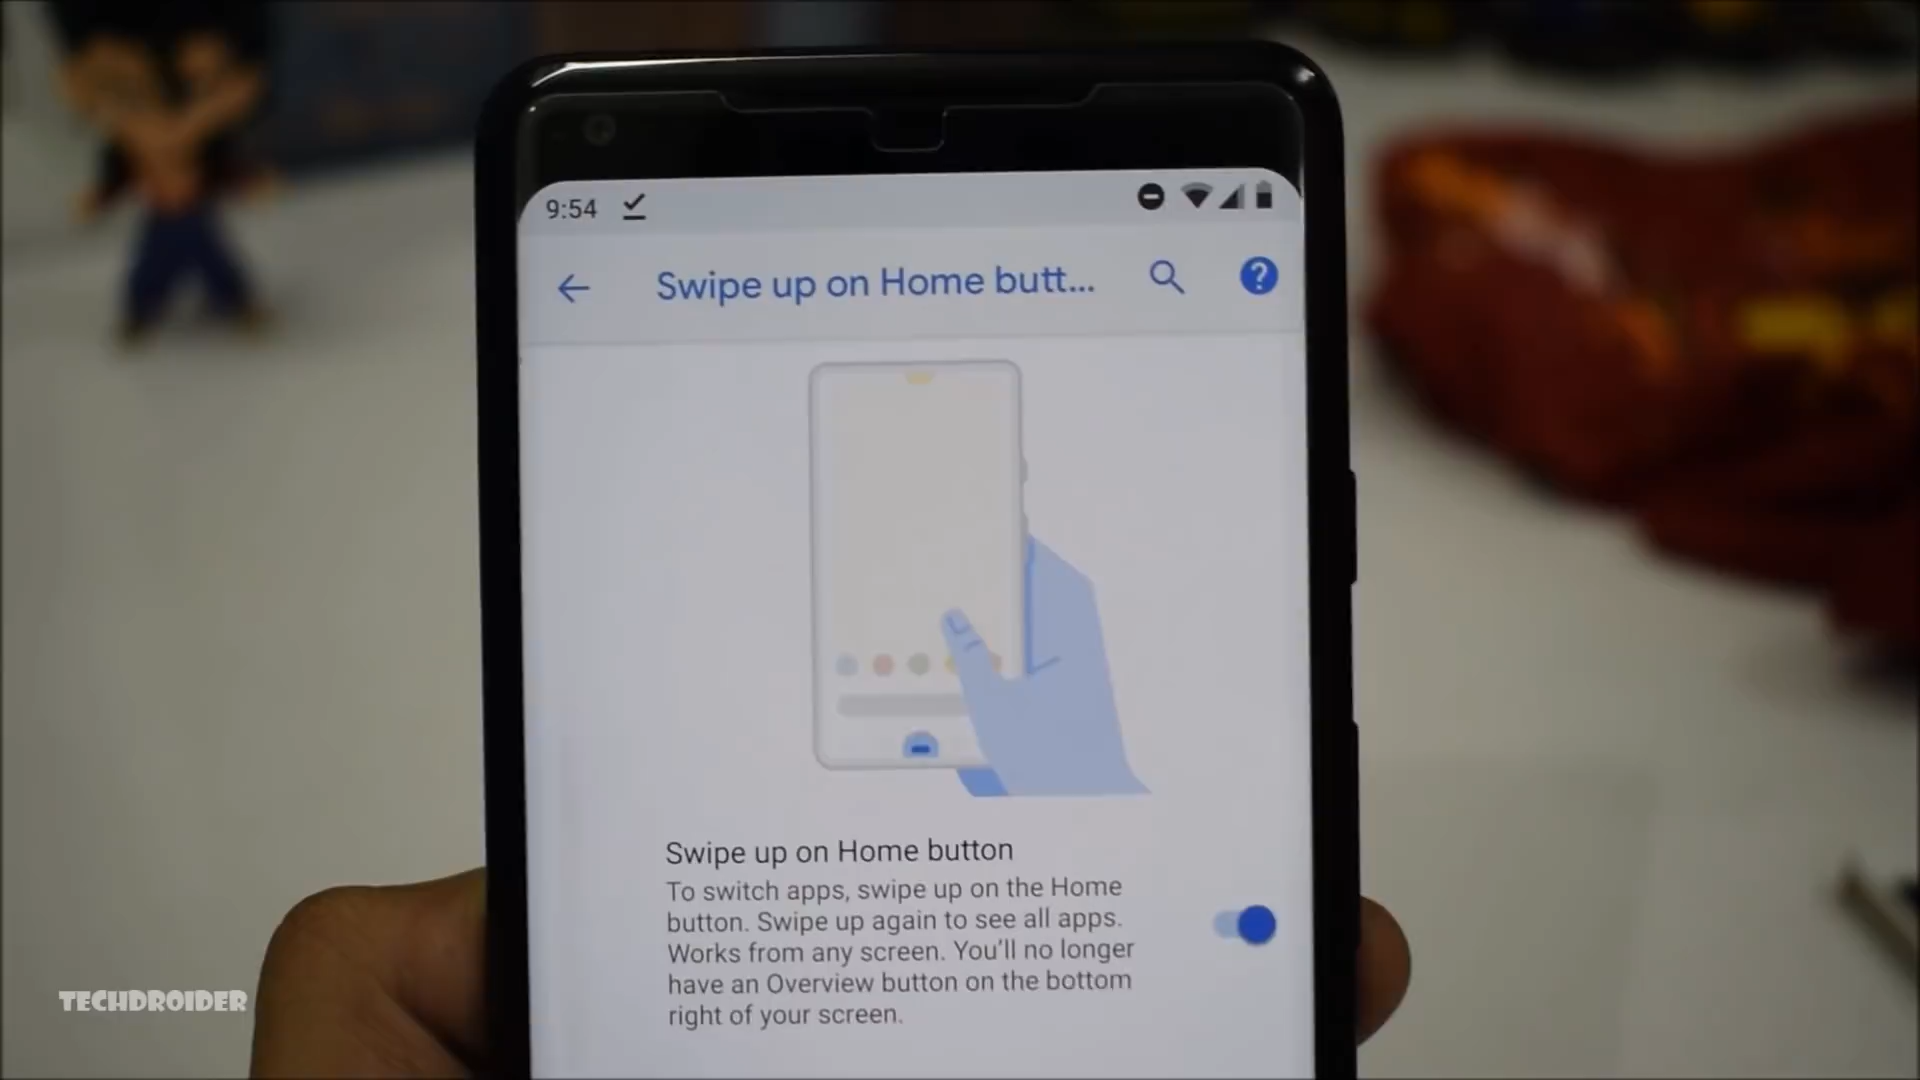 9:54
Swipe up on Home butt...
?
Swipe up on Home button
To switch apps, swipe up on the Home
button. Swipe up again to see all apps.
Works from any screen. You'll no longer
have an Overview button on the bottom
right of your screen.
TECHDROIDER